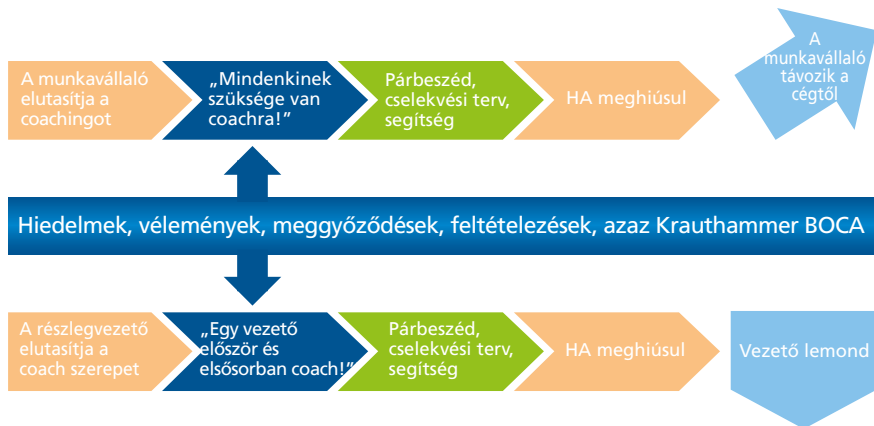 A munkavállaló
elutasítja a
coachingot
„Mindenkinek
szüksége van
coachra!”
Párbeszéd,
cselekvési terv,
segítség
HA meghiúsul
A
munkavállaló
távozik a
cégtől
Hiedelmek, vélemények, meggyőződések, feltételezések, azaz Krauthammer BOCA
A részlegvezető
elutasítja a
coach szerepet
„Egy vezető
először és
elsősorban coach!”
Párbeszéd,
cselekvési terv,
segítség
HA meghiúsul
Vezető lemond